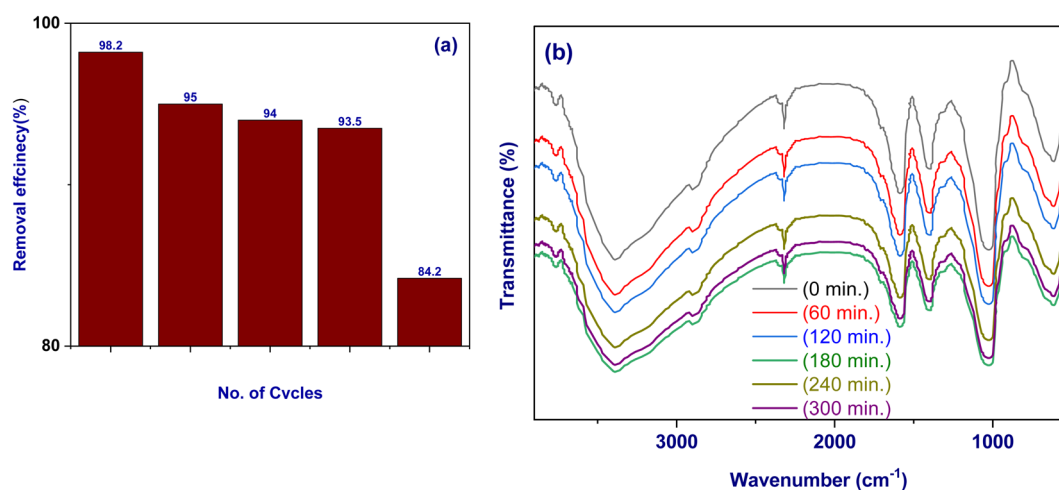 (a)
100
98.2
95
94
93.5
84.2
80
Removal effcinecy(%)
No. of Cvcles
(b)
Transmittance (%)
(0 min.)
(60 min.)
(120 min.)
(180 min.)
(240 min.)
(300 min.)
3000
2000
1000
Wavenumber (cm⁻¹)